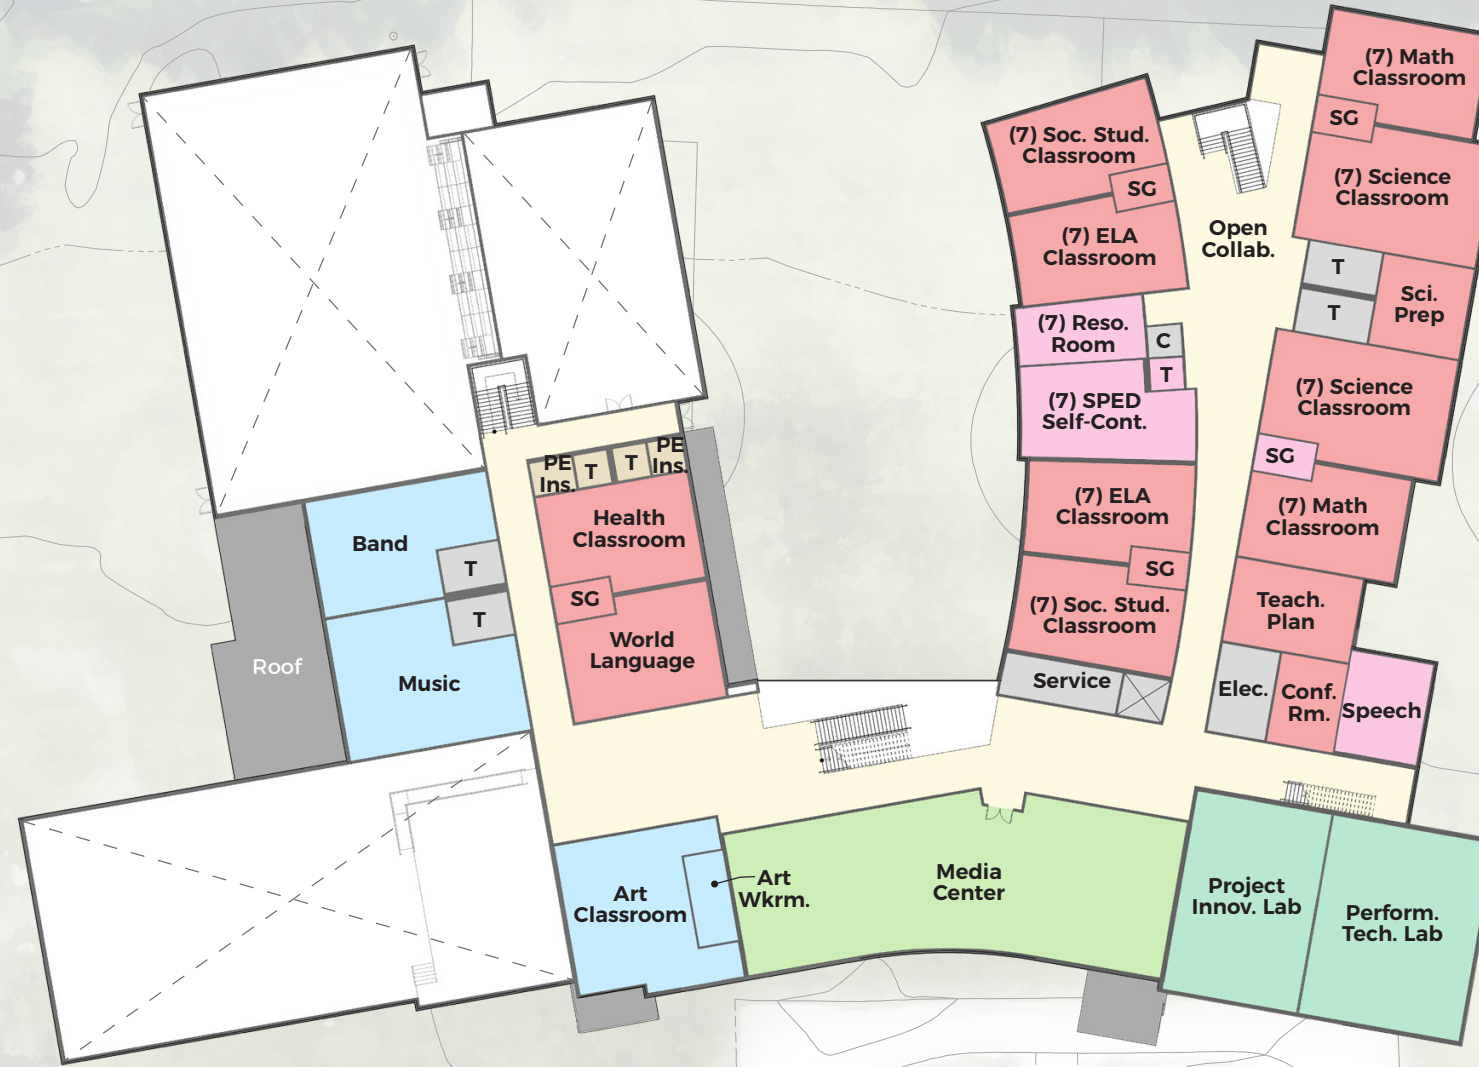 (7) Math
Classroom
SG
(7) Science
Classroom
(7) Soc. Stud.
Classroom
SG
(7) ELA
Classroom
Open
Collab.
T
T
Sci.
Prep
(7) Reso.
Room
C
T
(7) SPED
Self-Cont.
(7) Science
Classroom
SG
(7) ELA
Classroom
(7) Math
Classroom
SG
(7) Soc. Stud.
Classroom
Teach.
Plan
Service
Elec.
Conf.
Rm.
Speech
PE
Ins.
T
T
PE
Ins.
Health
Classroom
SG
World
Language
Band
T
T
Music
Roof
Art
Classroom
Art
Wkrm.
Media
Center
Project
Innov. Lab
Perform.
Tech. Lab